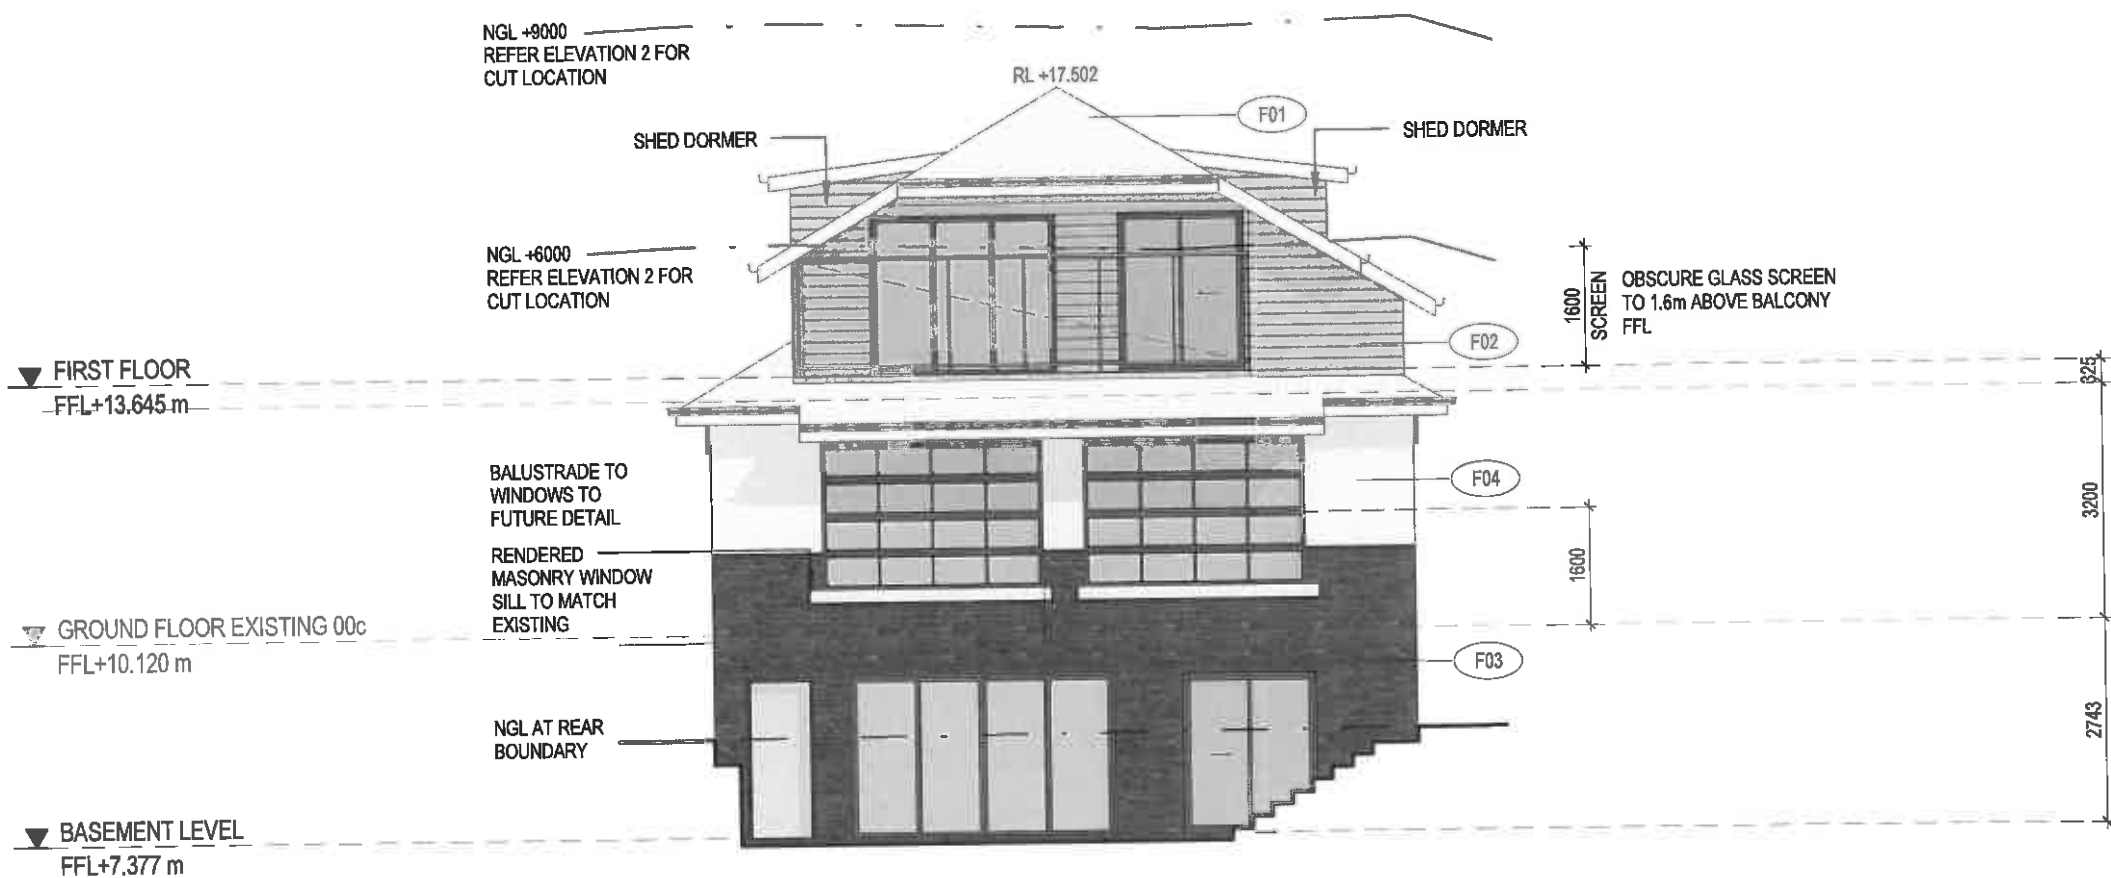 NGL +9000
REFER ELEVATION 2 FOR
CUT LOCATION
RL +17.502
F01
SHED DORMER
SHED DORMER
NGL +6000
REFER ELEVATION 2 FOR
CUT LOCATION
1600
SCREEN
OBSCURE GLASS SCREEN
TO 1.6m ABOVE BALCONY
FFL
F02
FIRST FLOOR
FFL+13.645 m
325
BALUSTRADE TO
WINDOWS TO
FUTURE DETAIL
F04
3200
RENDERED
MASONRY WINDOW
SILL TO MATCH
EXISTING
1600
GROUND FLOOR EXISTING 00c
FFL+10.120 m
F03
NGL AT REAR
BOUNDARY
2743
BASEMENT LEVEL
FFL+7.377 m